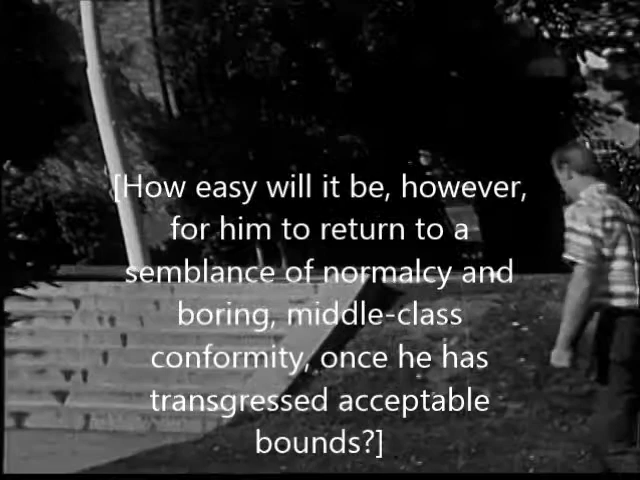 [How easy will it be, however,
for him to return to a
semblance of normalcy and
boring, middle-class
conformity, once he has
transgressed acceptable
bounds?]